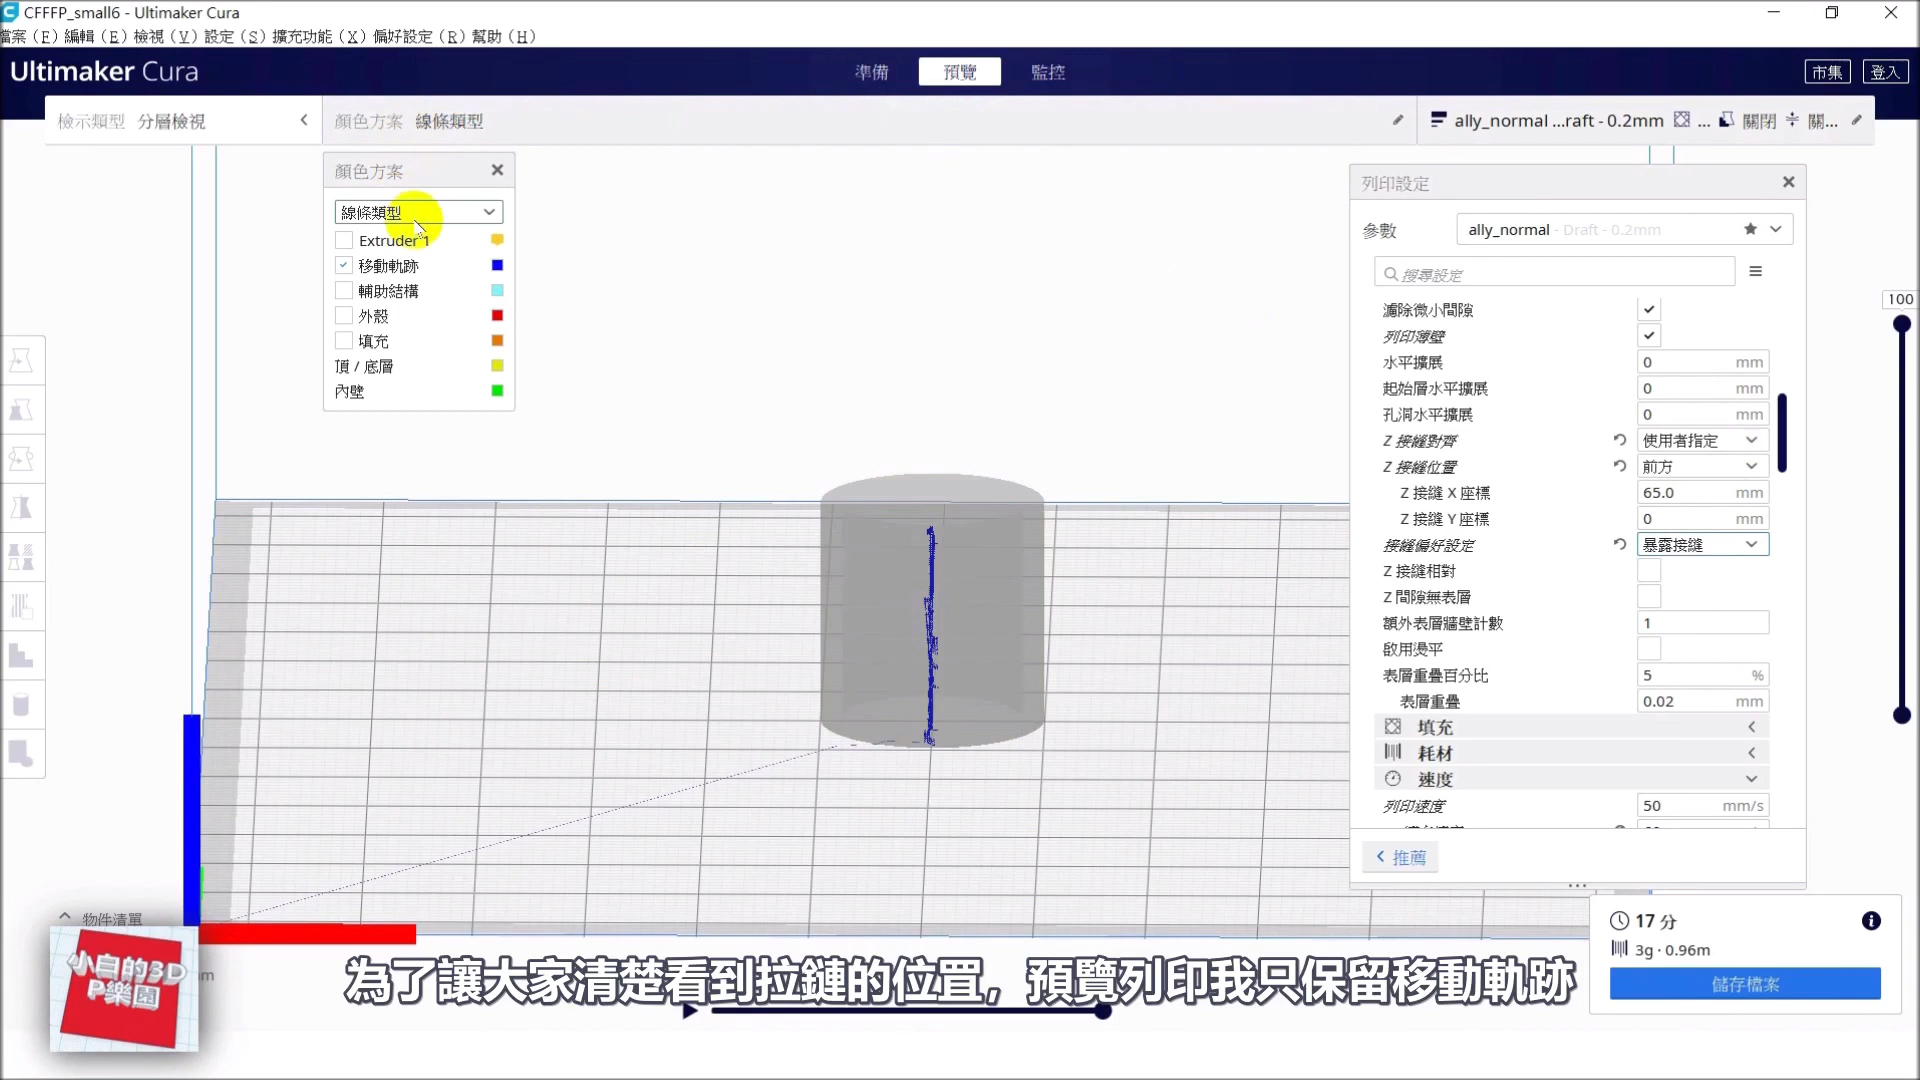 CFFFP_small6 - Ultimaker Cura
檔案 (F) 編輯 (E) 檢視 (V) 設定 (S) 擴充功能 (X) 偏好設定 (R) 幫助 (H)
Ultimaker Cura
準備
預覽
監控
市集
登入
檢示類型 分層檢視
顏色方案 線條類型
ally_normal ...raft - 0.2mm
...
關閉
關...
顏色方案
線條類型
Extruder 1
移動軌跡
輔助結構
外殼
填充
頂 / 底層
內壁
列印設定
參數
ally_normal - Draft - 0.2mm
搜尋設定
濾除微小間隙
列印薄壁
水平擴展 0 mm
起始層水平擴展 0 mm
孔洞水平擴展 0 mm
Z 接縫對齊 使用者指定
Z 接縫位置 前方
Z 接縫 X 座標 65.0 mm
Z 接縫 Y 座標 0 mm
接縫偏好設定 暴露接縫
Z 接縫相對
Z 間隙無表層
額外表層牆壁計數 1
啟用燙平
表層重疊百分比 5 %
表層重疊 0.02 mm
填充
耗材
速度
列印速度 50 mm/s
推薦
100
物件清單
小白的3D
P樂園
17 分
3g · 0.96m
儲存檔案
為了讓大家清楚看到拉鏈的位置，預覽列印我只保留移動軌跡